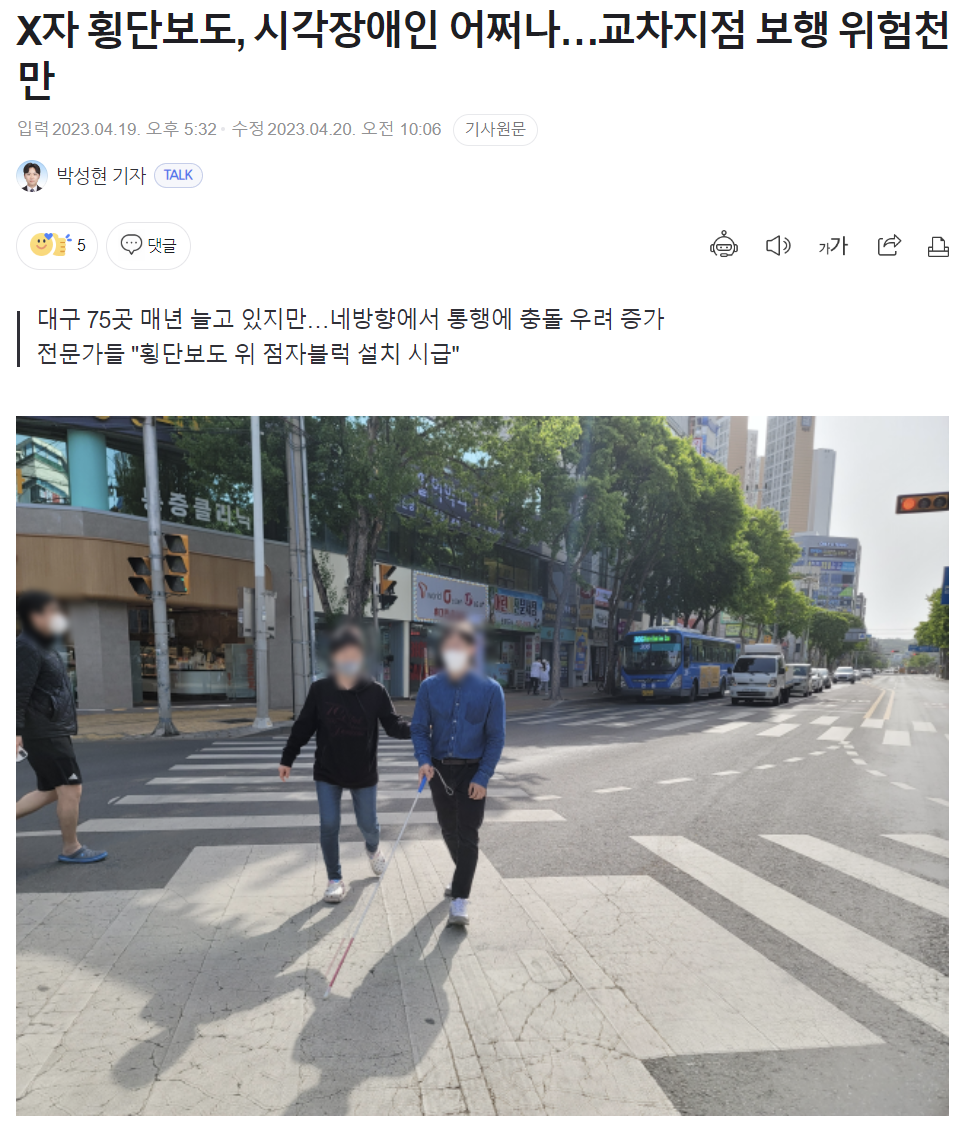 X자 횡단보도, 시각장애인 어쩌나…교차지점 보행 위험천
만
입력 2023.04.19. 오후 5:32 · 수정 2023.04.20. 오전 10:06 기사원문
박성현 기자 TALK
5 댓글
가가
대구 75곳 매년 늘고 있지만…네방향에서 통행에 충돌 우려 증가
전문가들 "횡단보도 위 점자블럭 설치 시급"
통증클리닉